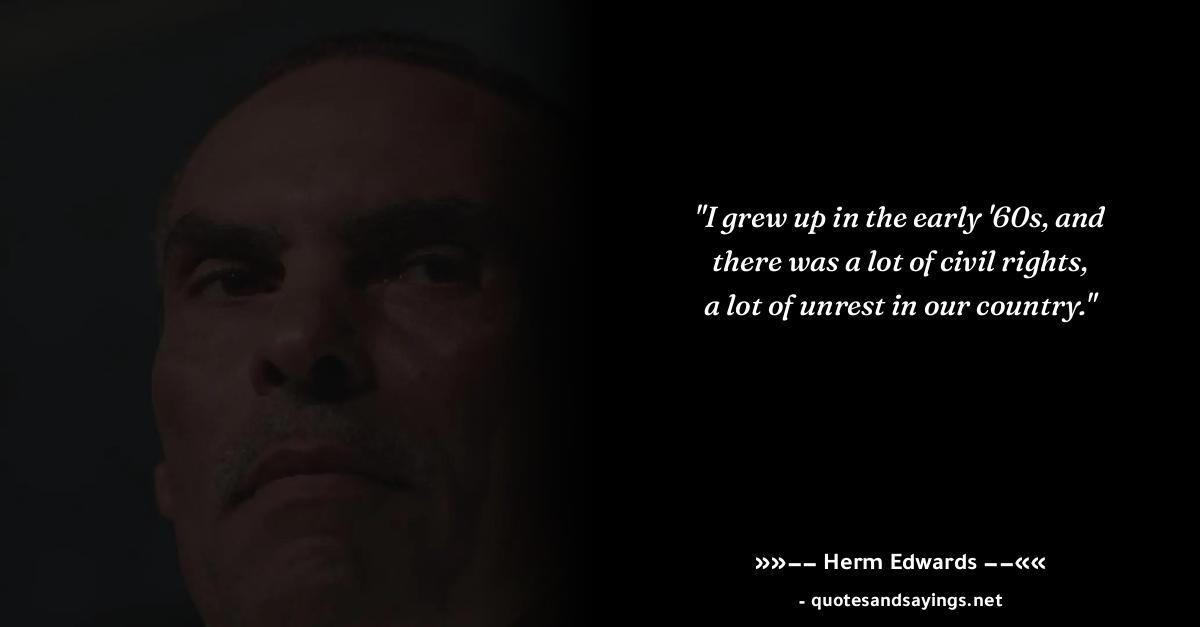 "I grew up in the early '60s, and
there was a lot of civil rights,
a lot of unrest in our country."
»»−− Herm Edwards −−««
- quotesandsayings.net